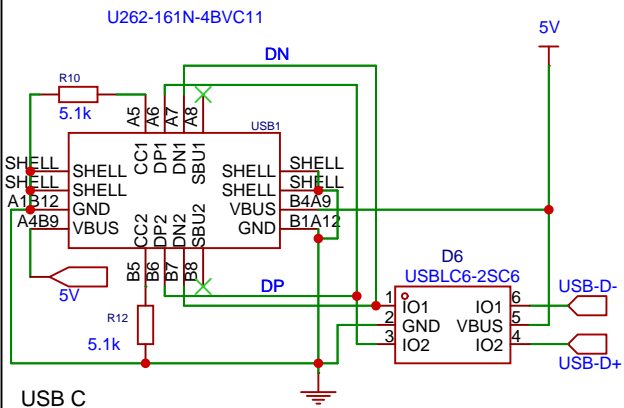 U262-161N-4BVC11
5V
DN
R10
5.1k
A5
A6
A7
A8
USB1
SHELL
SHELL
A1B12
A4B9
SHELL
SHELL
GND
VBUS
CC1
DP1
DN1
SBU1
CC2
DP2
DN2
SBU2
SHELL
SHELL
VBUS
GND
SHELL
SHELL
B4A9
B1A12
B5
B6
B7
B8
5V
DP
R12
5.1k
D6
USBLC6-2SC6
1
2
3
IO1
GND
IO2
IO1
VBUS
IO2
6
5
4
USB-D-
USB-D+
USB C